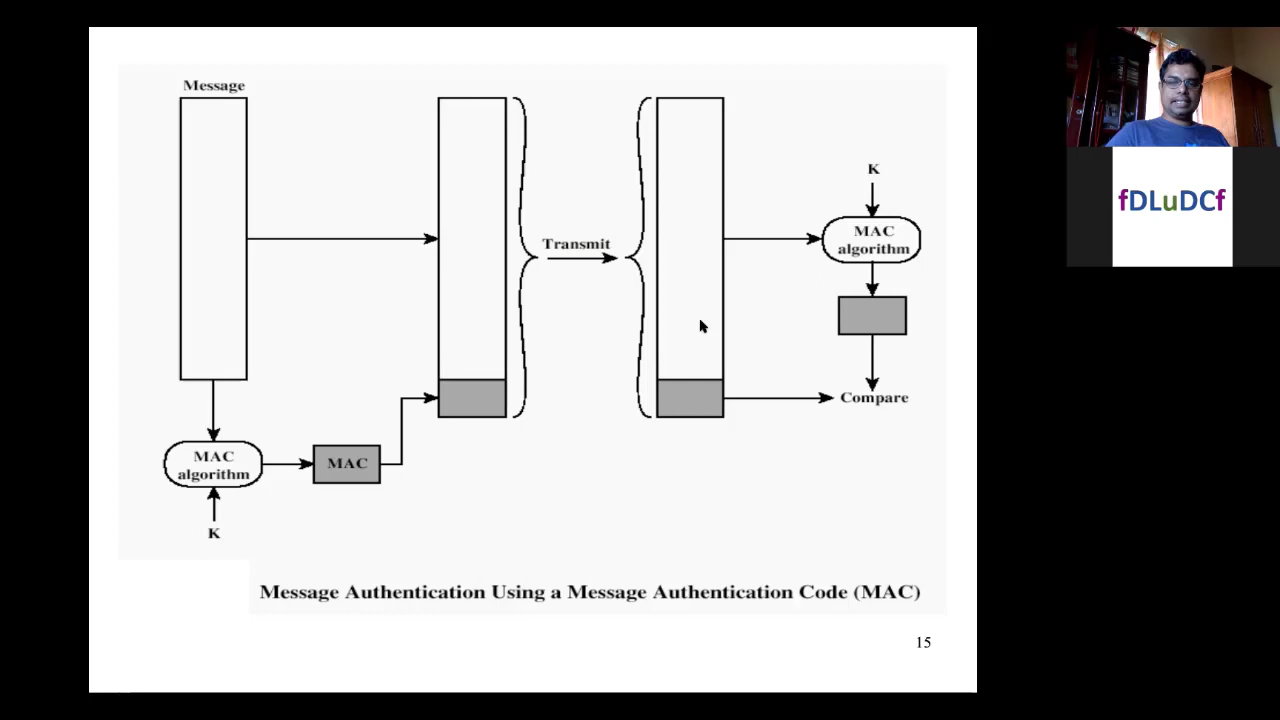 Message
K
MAC
algorithm
Transmit
Compare
MAC
algorithm
MAC
K
Message Authentication Using a Message Authentication Code (MAC)
15
fDLuDCf